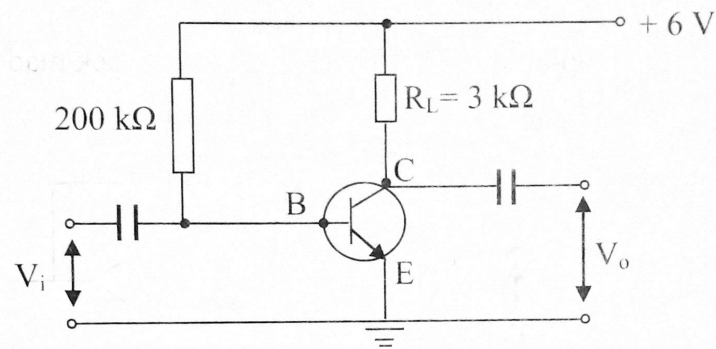 + 6 V
200 kΩ
R_L= 3 kΩ
C
B
E
V_i
V_o